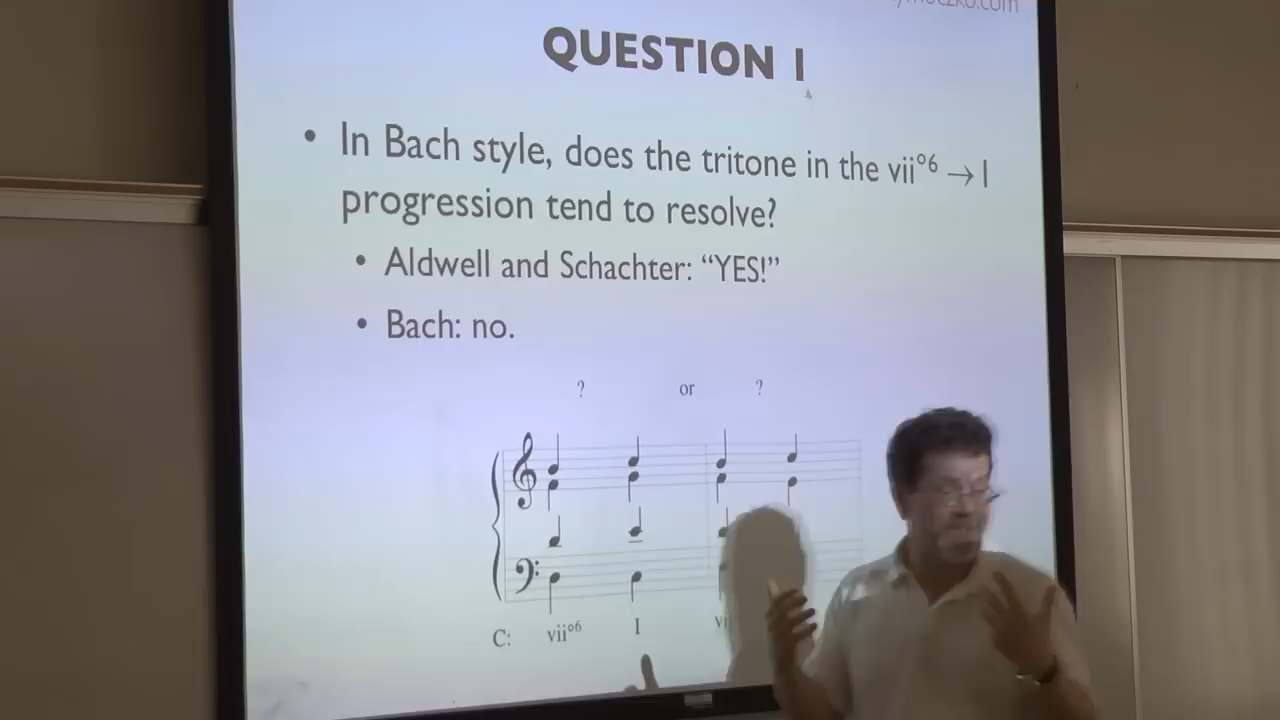 QUESTION 1
• In Bach style, does the tritone in the vii°6 → I
progression tend to resolve?
• Aldwell and Schachter: “YES!”
• Bach: no.
? or ?
C: vii°6 I